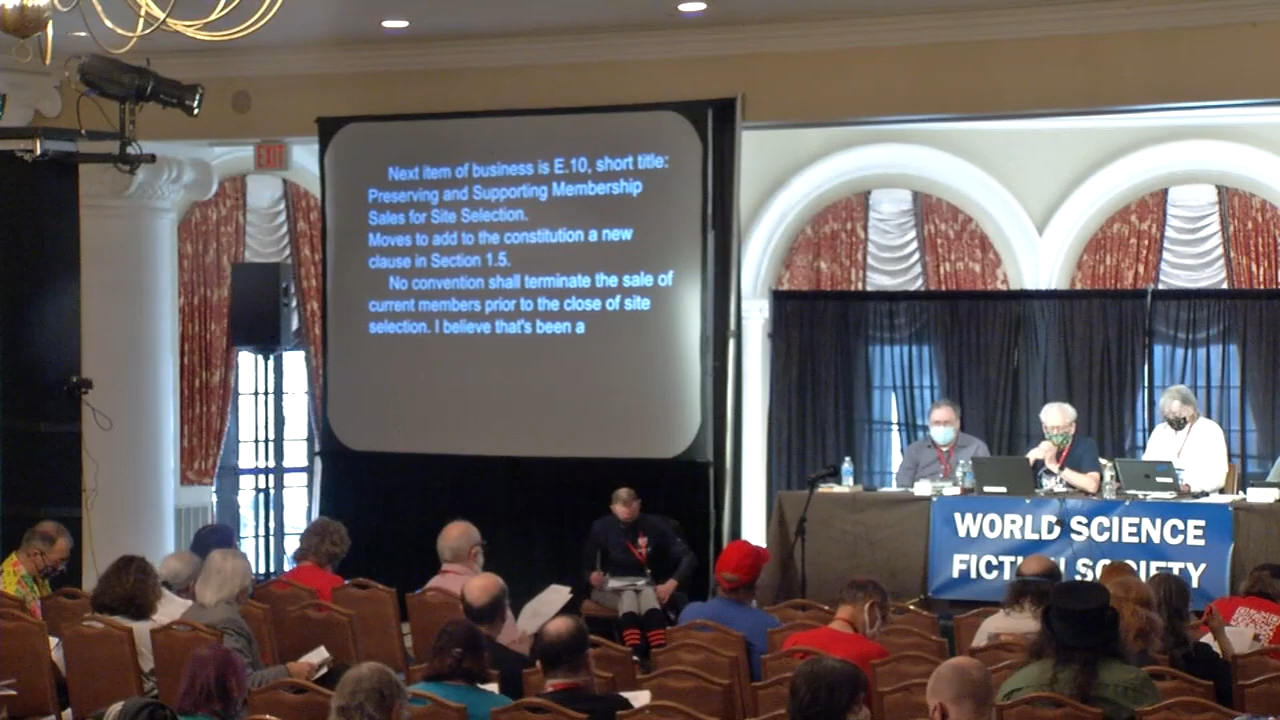 EXIT
Next item of business is E.10, short title:
Preserving and Supporting Membership
Sales for Site Selection.
Moves to add to the constitution a new
clause in Section 1.5.
No convention shall terminate the sale of
current members prior to the close of site
selection. I believe that's been a
WORLD SCIENCE
FICTION SOCIETY